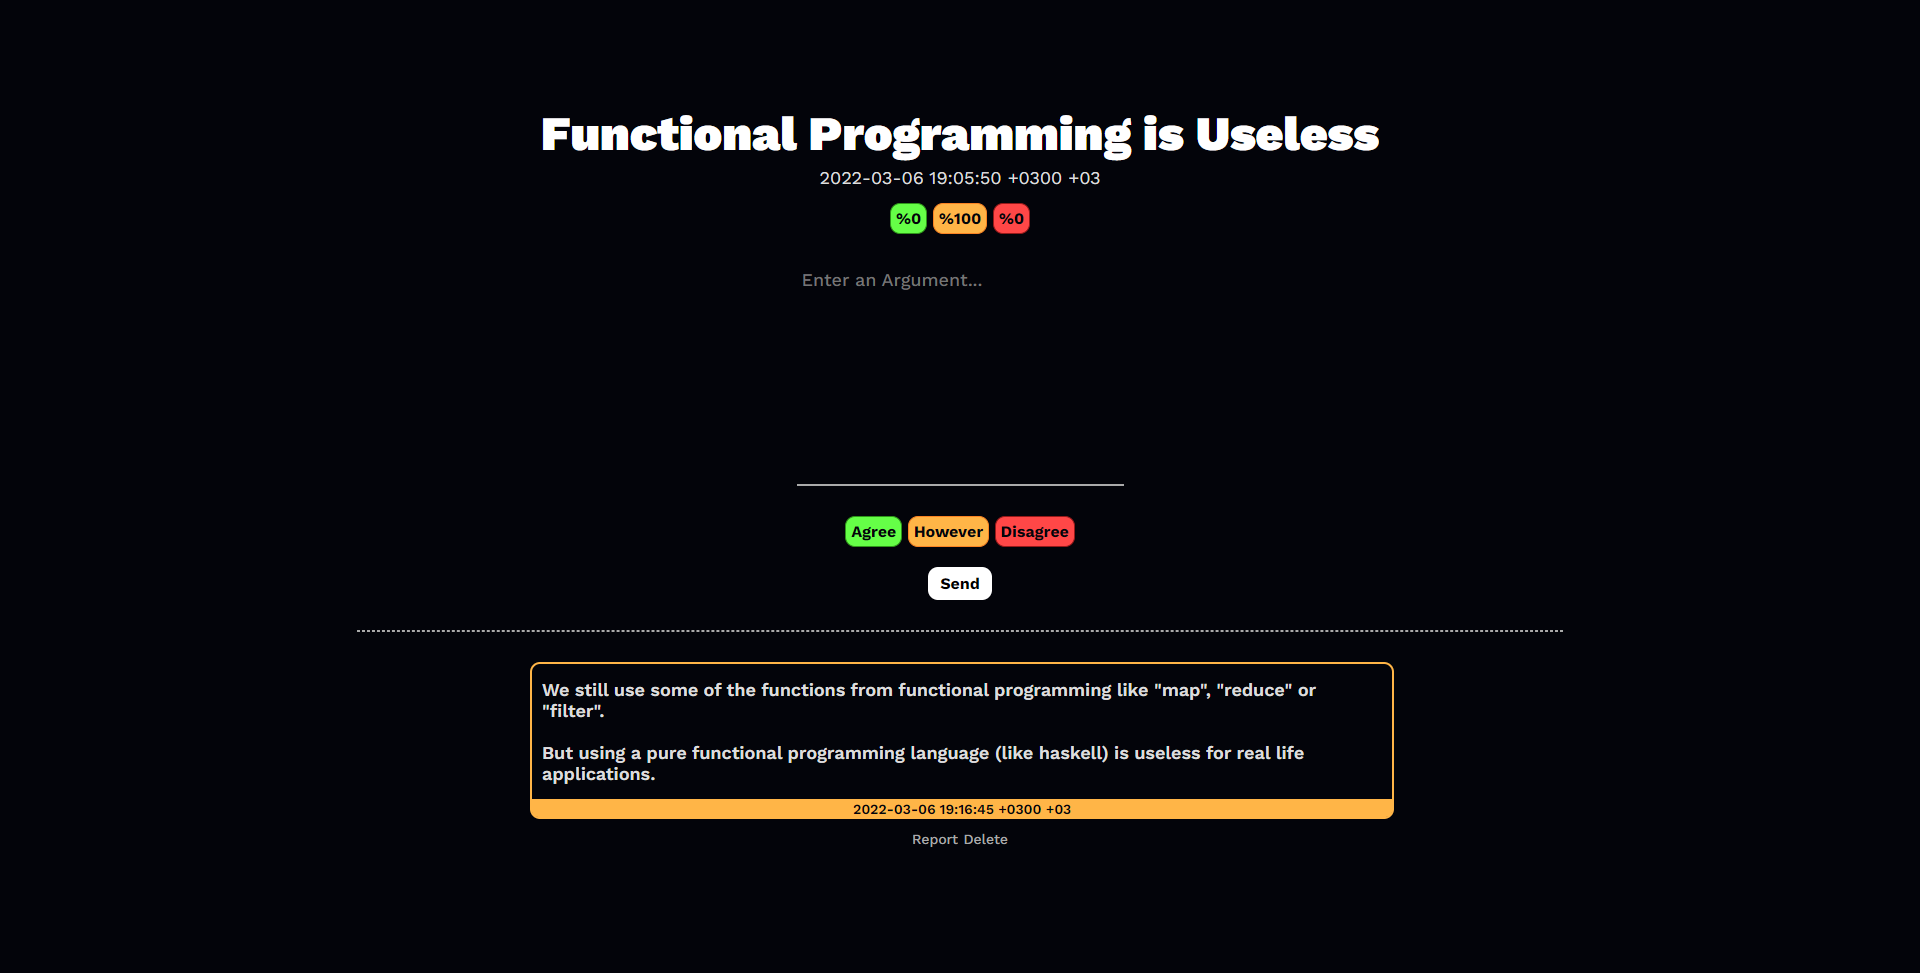 Functional Programming is Useless
2022-03-06 19:05:50 +0300 +03
%0 %100 %0
Enter an Argument...
Agree However Disagree
Send
We still use some of the functions from functional programming like "map", "reduce" or
"filter".
But using a pure functional programming language (like haskell) is useless for real life
applications.
2022-03-06 19:16:45 +0300 +03
Report Delete